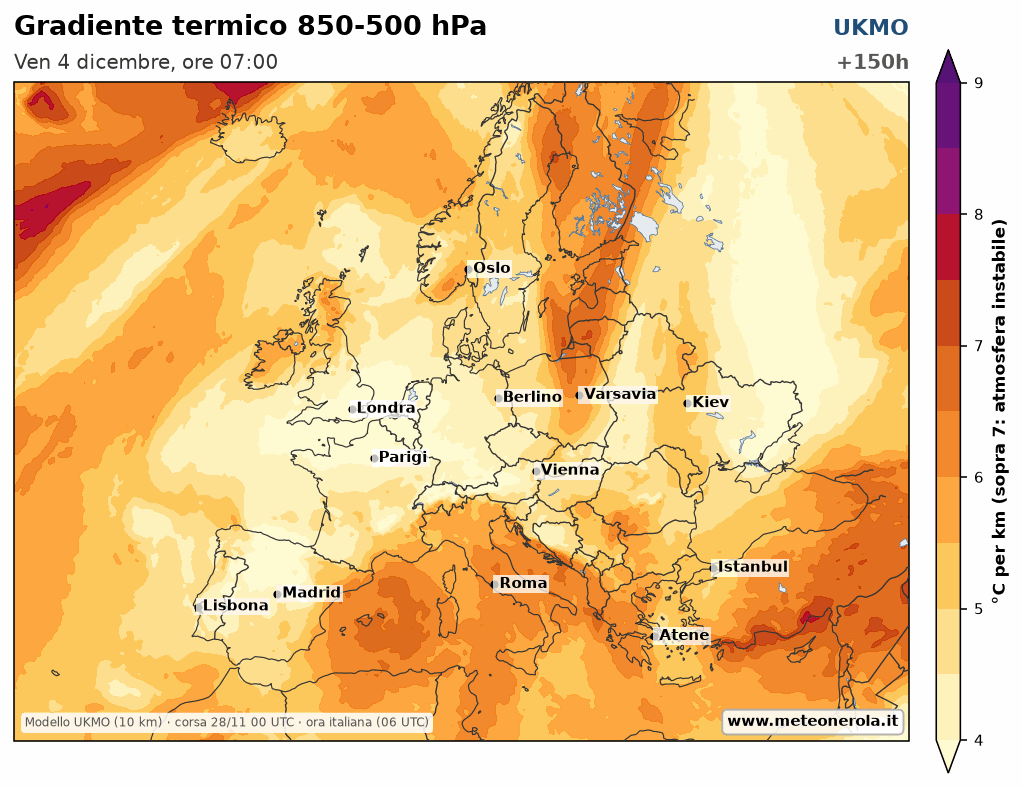 Gradiente termico 850-500 hPa
UKMO
Ven 4 dicembre, ore 07:00
+150h
9
8
7
6
5
4
°C per km (sopra 7: atmosfera instabile)
Oslo
Berlino
Varsavia
Kiev
Londra
Parigi
Vienna
Istanbul
Roma
Madrid
Lisbona
Atene
Modello UKMO (10 km) · corsa 28/11 00 UTC · ora italiana (06 UTC)
www.meteonerola.it